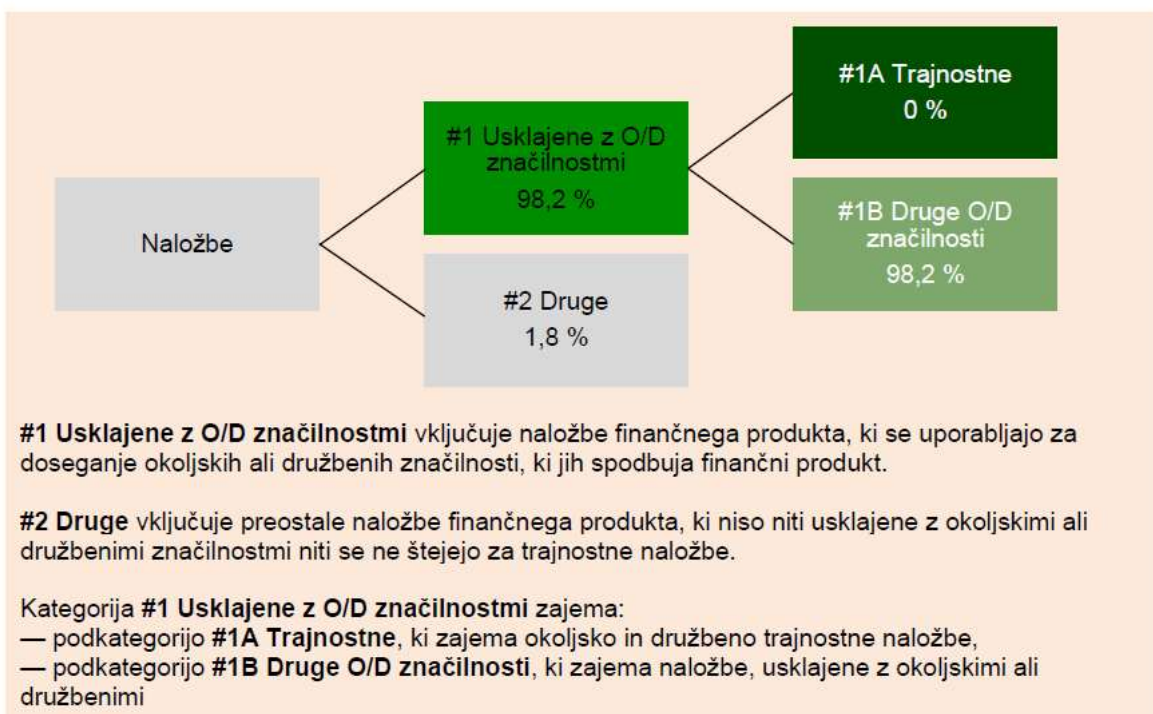 #1A Trajnostne
0 %
#1 Usklajene z O/D
značilnostmi
98,2 %
Naložbe
#1B Druge O/D
značilnosti
98,2 %
#2 Druge
1,8 %
#1 Usklajene z O/D značilnostmi vključuje naložbe finančnega produkta, ki se uporabljajo za
doseganje okoljskih ali družbenih značilnosti, ki jih spodbuja finančni produkt.
#2 Druge vključuje preostale naložbe finančnega produkta, ki niso niti usklajene z okoljskimi ali
družbenimi značilnostmi niti se ne štejejo za trajnostne naložbe.
Kategorija #1 Usklajene z O/D značilnostmi zajema:
— podkategorijo #1A Trajnostne, ki zajema okoljsko in družbeno trajnostne naložbe,
— podkategorijo #1B Druge O/D značilnosti, ki zajema naložbe, usklajene z okoljskimi ali
družbenimi